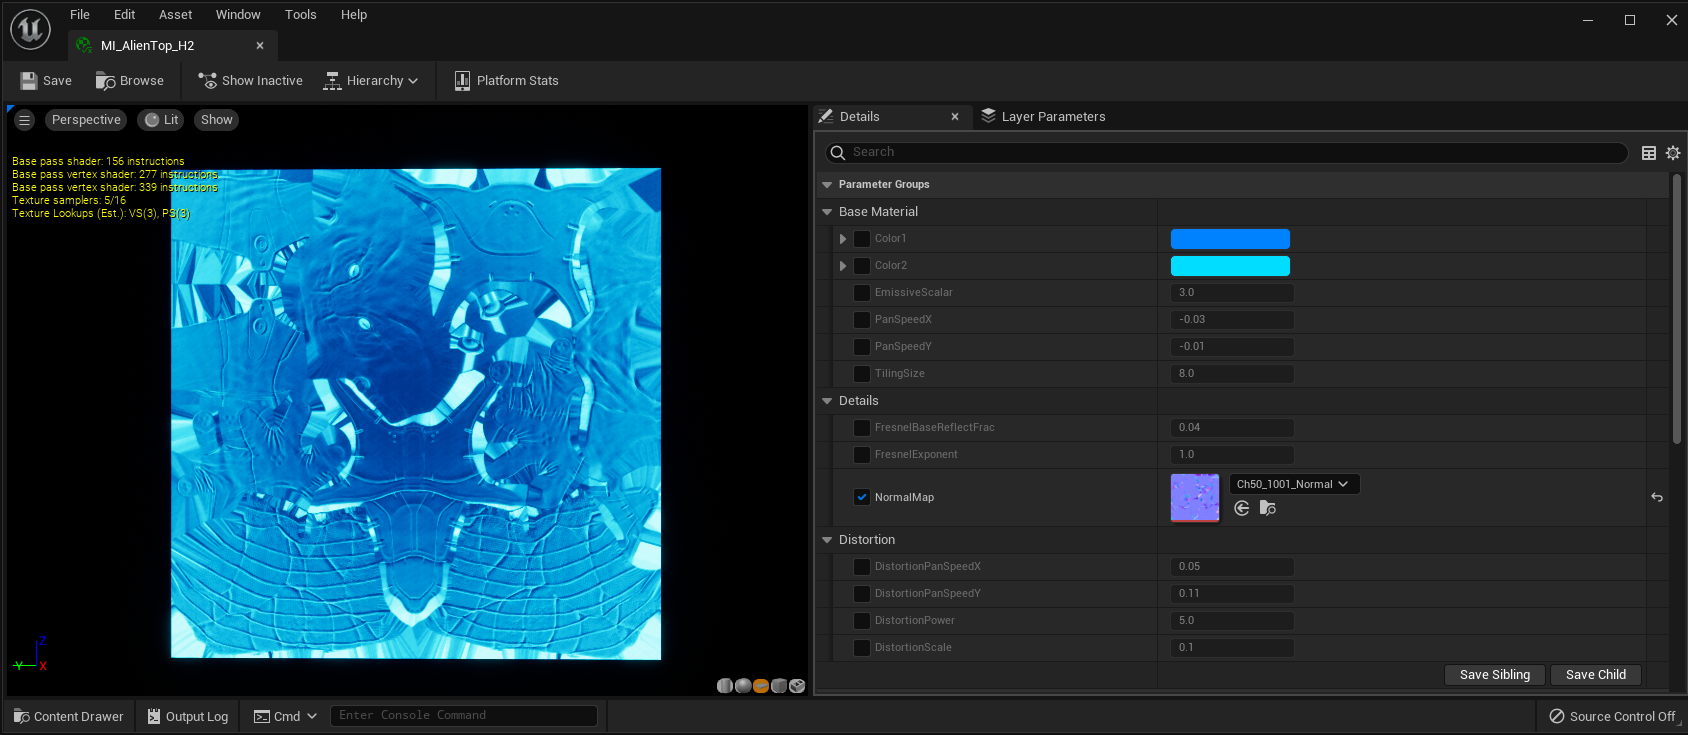 File Edit Asset Window Tools Help
MI_AlienTop_H2
Save Browse Show Inactive Hierarchy Platform Stats
Perspective Lit Show
Base pass shader: 156 instructions
Base pass vertex shader: 277 instructions
Base pass vertex shader: 339 instructions
Texture samplers: 5/16
Texture Lookups (Est.): VS(3), PS(3)
Z
Y X
Details Layer Parameters
Search
Parameter Groups
Base Material
Color1
Color2
EmissiveScalar 3.0
PanSpeedX -0.03
PanSpeedY -0.01
TilingSize 8.0
Details
FresnelBaseReflectFrac 0.04
FresnelExponent 1.0
NormalMap Ch50_1001_Normal
Distortion
DistortionPanSpeedX 0.05
DistortionPanSpeedY 0.11
DistortionPower 5.0
DistortionScale 0.1
Save Sibling Save Child
Content Drawer Output Log Cmd Enter Console Command Source Control Off